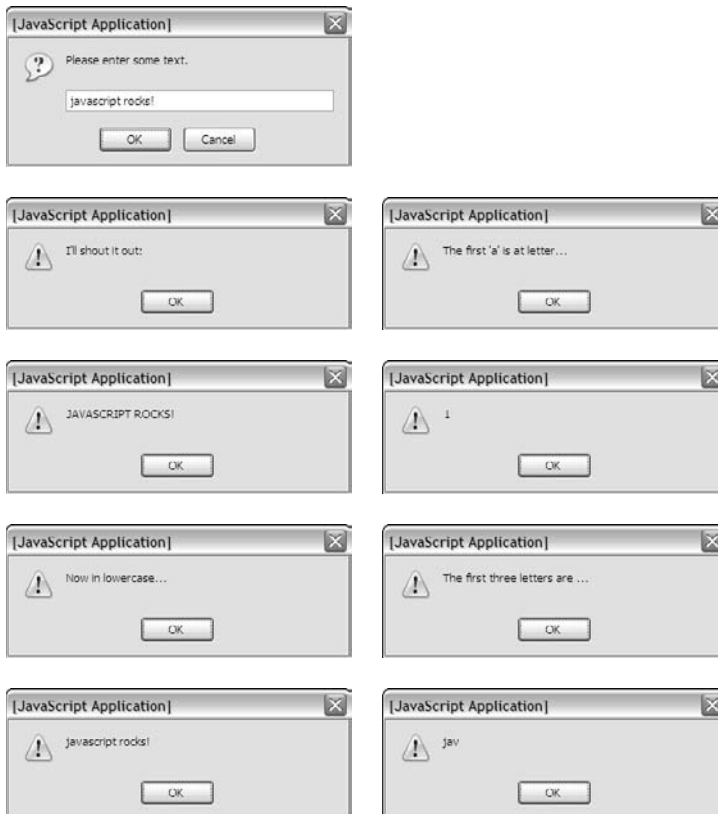 [JavaScript Application]
Please enter some text.
javascript rocks!
OK
Cancel
[JavaScript Application]
I'll shout it out:
OK
[JavaScript Application]
JAVASCRIPT ROCKS!
OK
[JavaScript Application]
Now in lowercase...
OK
[JavaScript Application]
javascript rocks!
OK
[JavaScript Application]
The first 'a' is at letter...
OK
[JavaScript Application]
1
OK
[JavaScript Application]
The first three letters are ...
OK
[JavaScript Application]
jav
OK